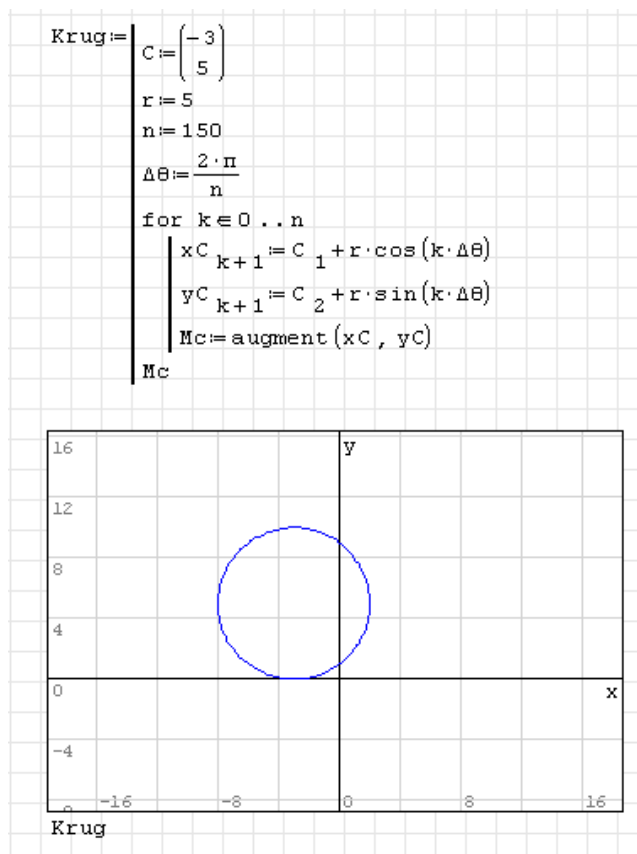 Krug:=
C:=(-3
5)
r:=5
n:=150
Δθ:=2·π
n
for k∈0..n
xC k+1:=C 1+r·cos(k·Δθ)
yC k+1:=C 2+r·sin(k·Δθ)
Mc:=augment(xC, yC)
Mc
16 y
12
8
4
0 x
-4
-16 -8 0 8 16
Krug